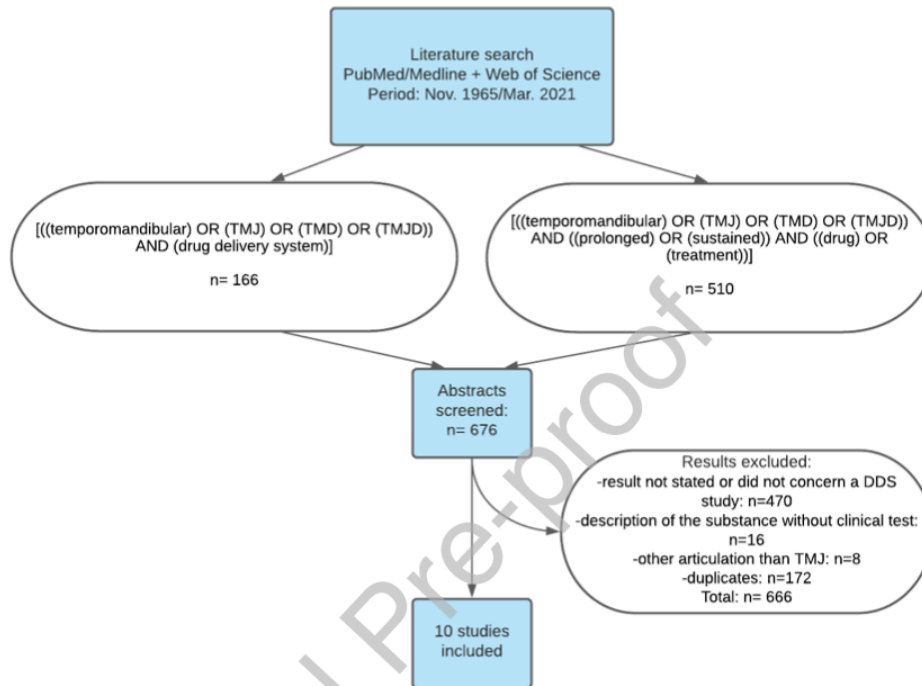 Literature search
PubMed/Medline + Web of Science
Period: Nov. 1965/Mar. 2021
[((temporomandibular) OR (TMJ) OR (TMD) OR (TMJD))
AND (drug delivery system)]
n= 166
[((temporomandibular) OR (TMJ) OR (TMD) OR (TMJD))
AND ((prolonged) OR (sustained)) AND ((drug) OR
(treatment))]
n= 510
Abstracts
screened:
n= 676
Results excluded:
-result not stated or did not concern a DDS
study: n=470
-description of the substance without clinical test:
n=16
-other articulation than TMJ: n=8
-duplicates: n=172
Total: n= 666
10 studies
included
Pre-proof